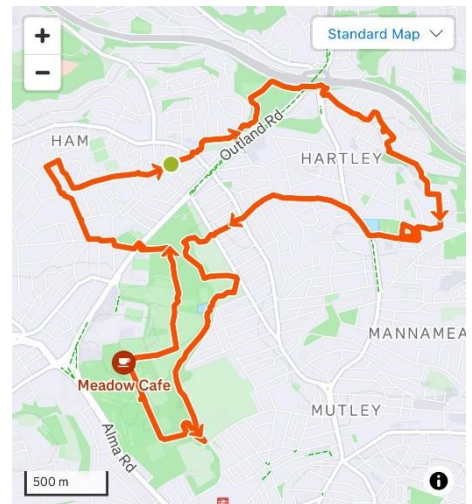 +
−
Standard Map
HAM
Outland Rd
HARTLEY
MANNAMEA
Meadow Cafe
MUTLEY
Alma Rd
500 m
i